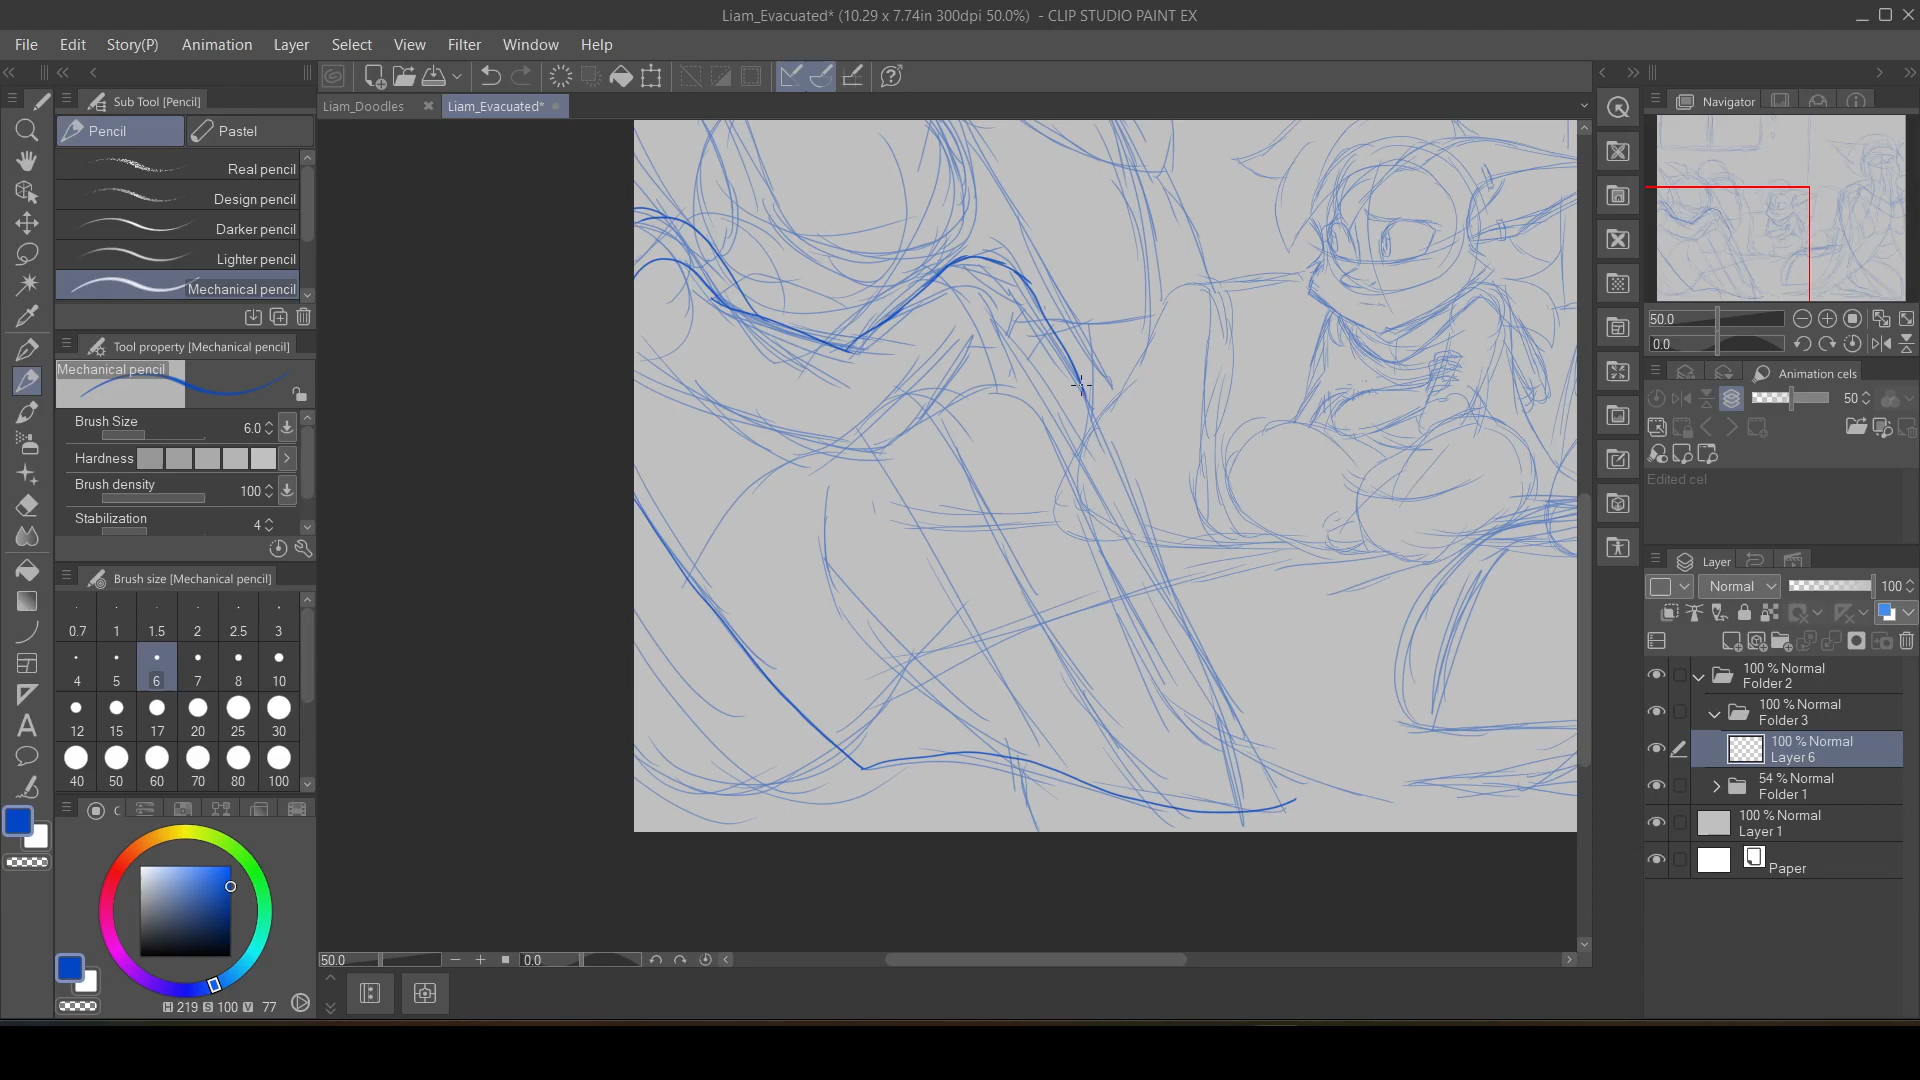 Liam_Evacuated* (10.29 x 7.74in 300dpi 50.0%) - CLIP STUDIO PAINT EX
File Edit Story(P) Animation Layer Select View Filter Window Help
Sub Tool [Pencil]
Pencil Pastel
Real pencil
Design pencil
Darker pencil
Lighter pencil
Mechanical pencil
Tool property [Mechanical pencil]
Mechanical pencil
Brush Size 6.0
Hardness
Brush density 100
Stabilization 4
Brush size [Mechanical pencil]
0.7 1 1.5 2 2.5 3
4 5 6 7 8 10
12 15 17 20 25 30
40 50 60 70 80 100
H 219 S 100 V 77
Liam_Doodles Liam_Evacuated*
50.0 0.0
Navigator
50.0
0.0
Animation cels
50
Edited cel
Layer
Normal 100
100 % Normal
Folder 2
100 % Normal
Folder 3
100 % Normal
Layer 6
54 % Normal
Folder 1
100 % Normal
Layer 1
Paper